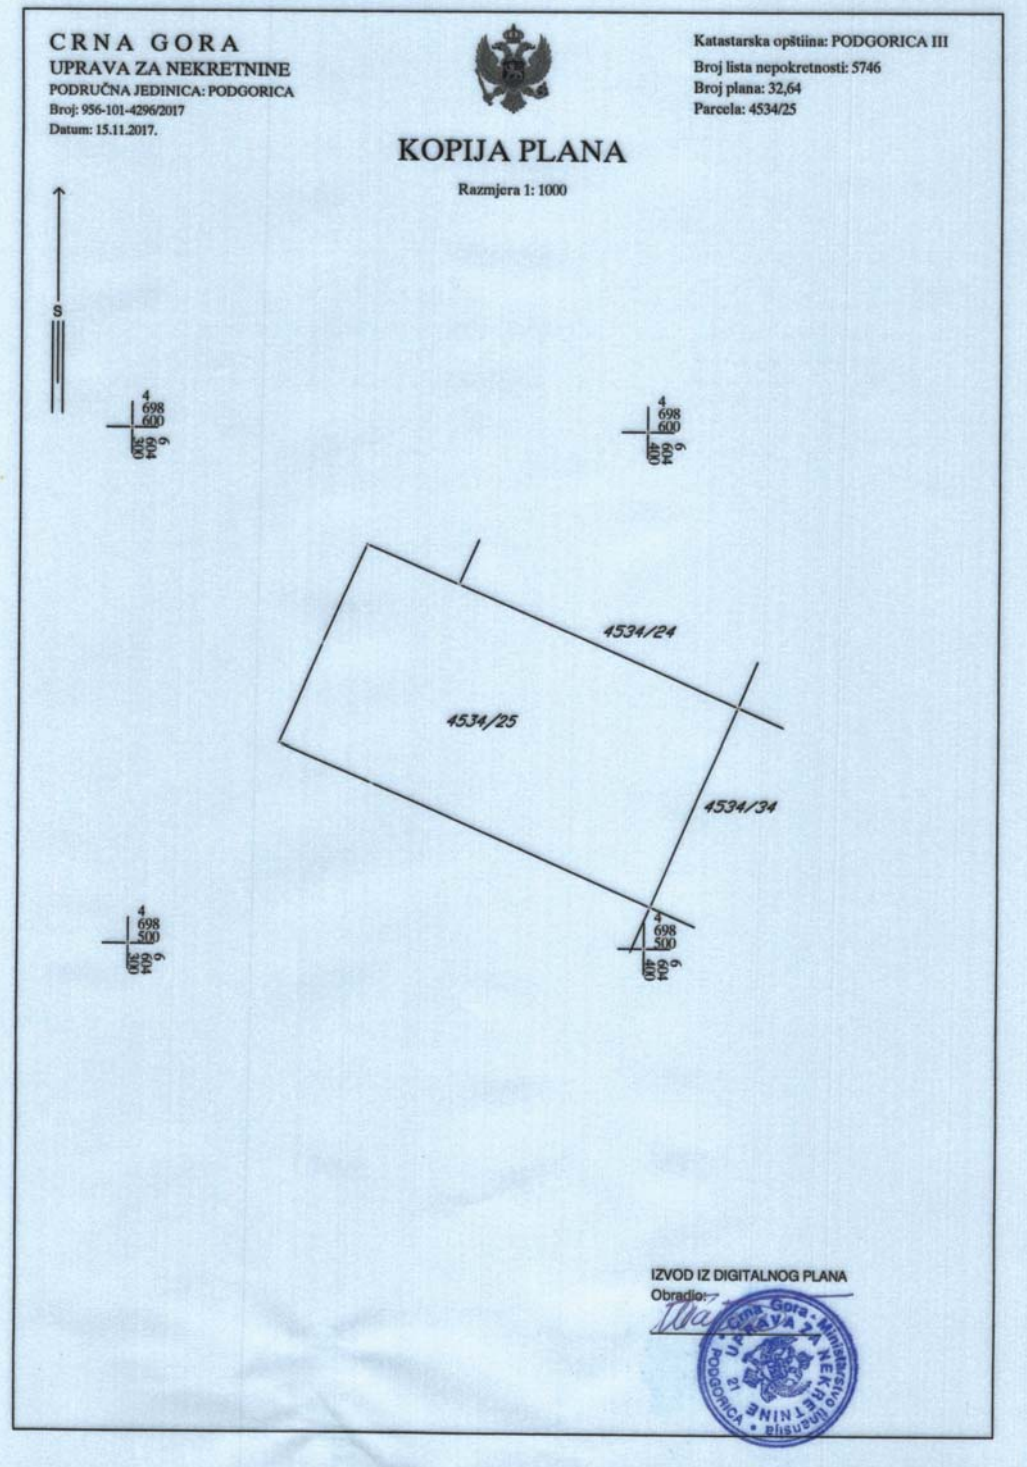 CRNA GORA
UPRAVA ZA NEKRETNINE
PODRUČNA JEDINICA: PODGORICA
Broj: 956-101-4296/2017
Datum: 15.11.2017.
Katastarska opštiina: PODGORICA III
Broj lista nepokretnosti: 5746
Broj plana: 32,64
Parcela: 4534/25
KOPIJA PLANA
Razmjera 1: 1000
S
4
698
600
6
604
300
4
698
600
6
604
400
4534/24
4534/25
4534/34
4
698
500
6
604
300
4
698
500
6
604
400
IZVOD IZ DIGITALNOG PLANA
Obradio:
Crna Gora - Ministarstvo finansija
UPRAVA ZA NEKRETNINE
PODGORICA
21